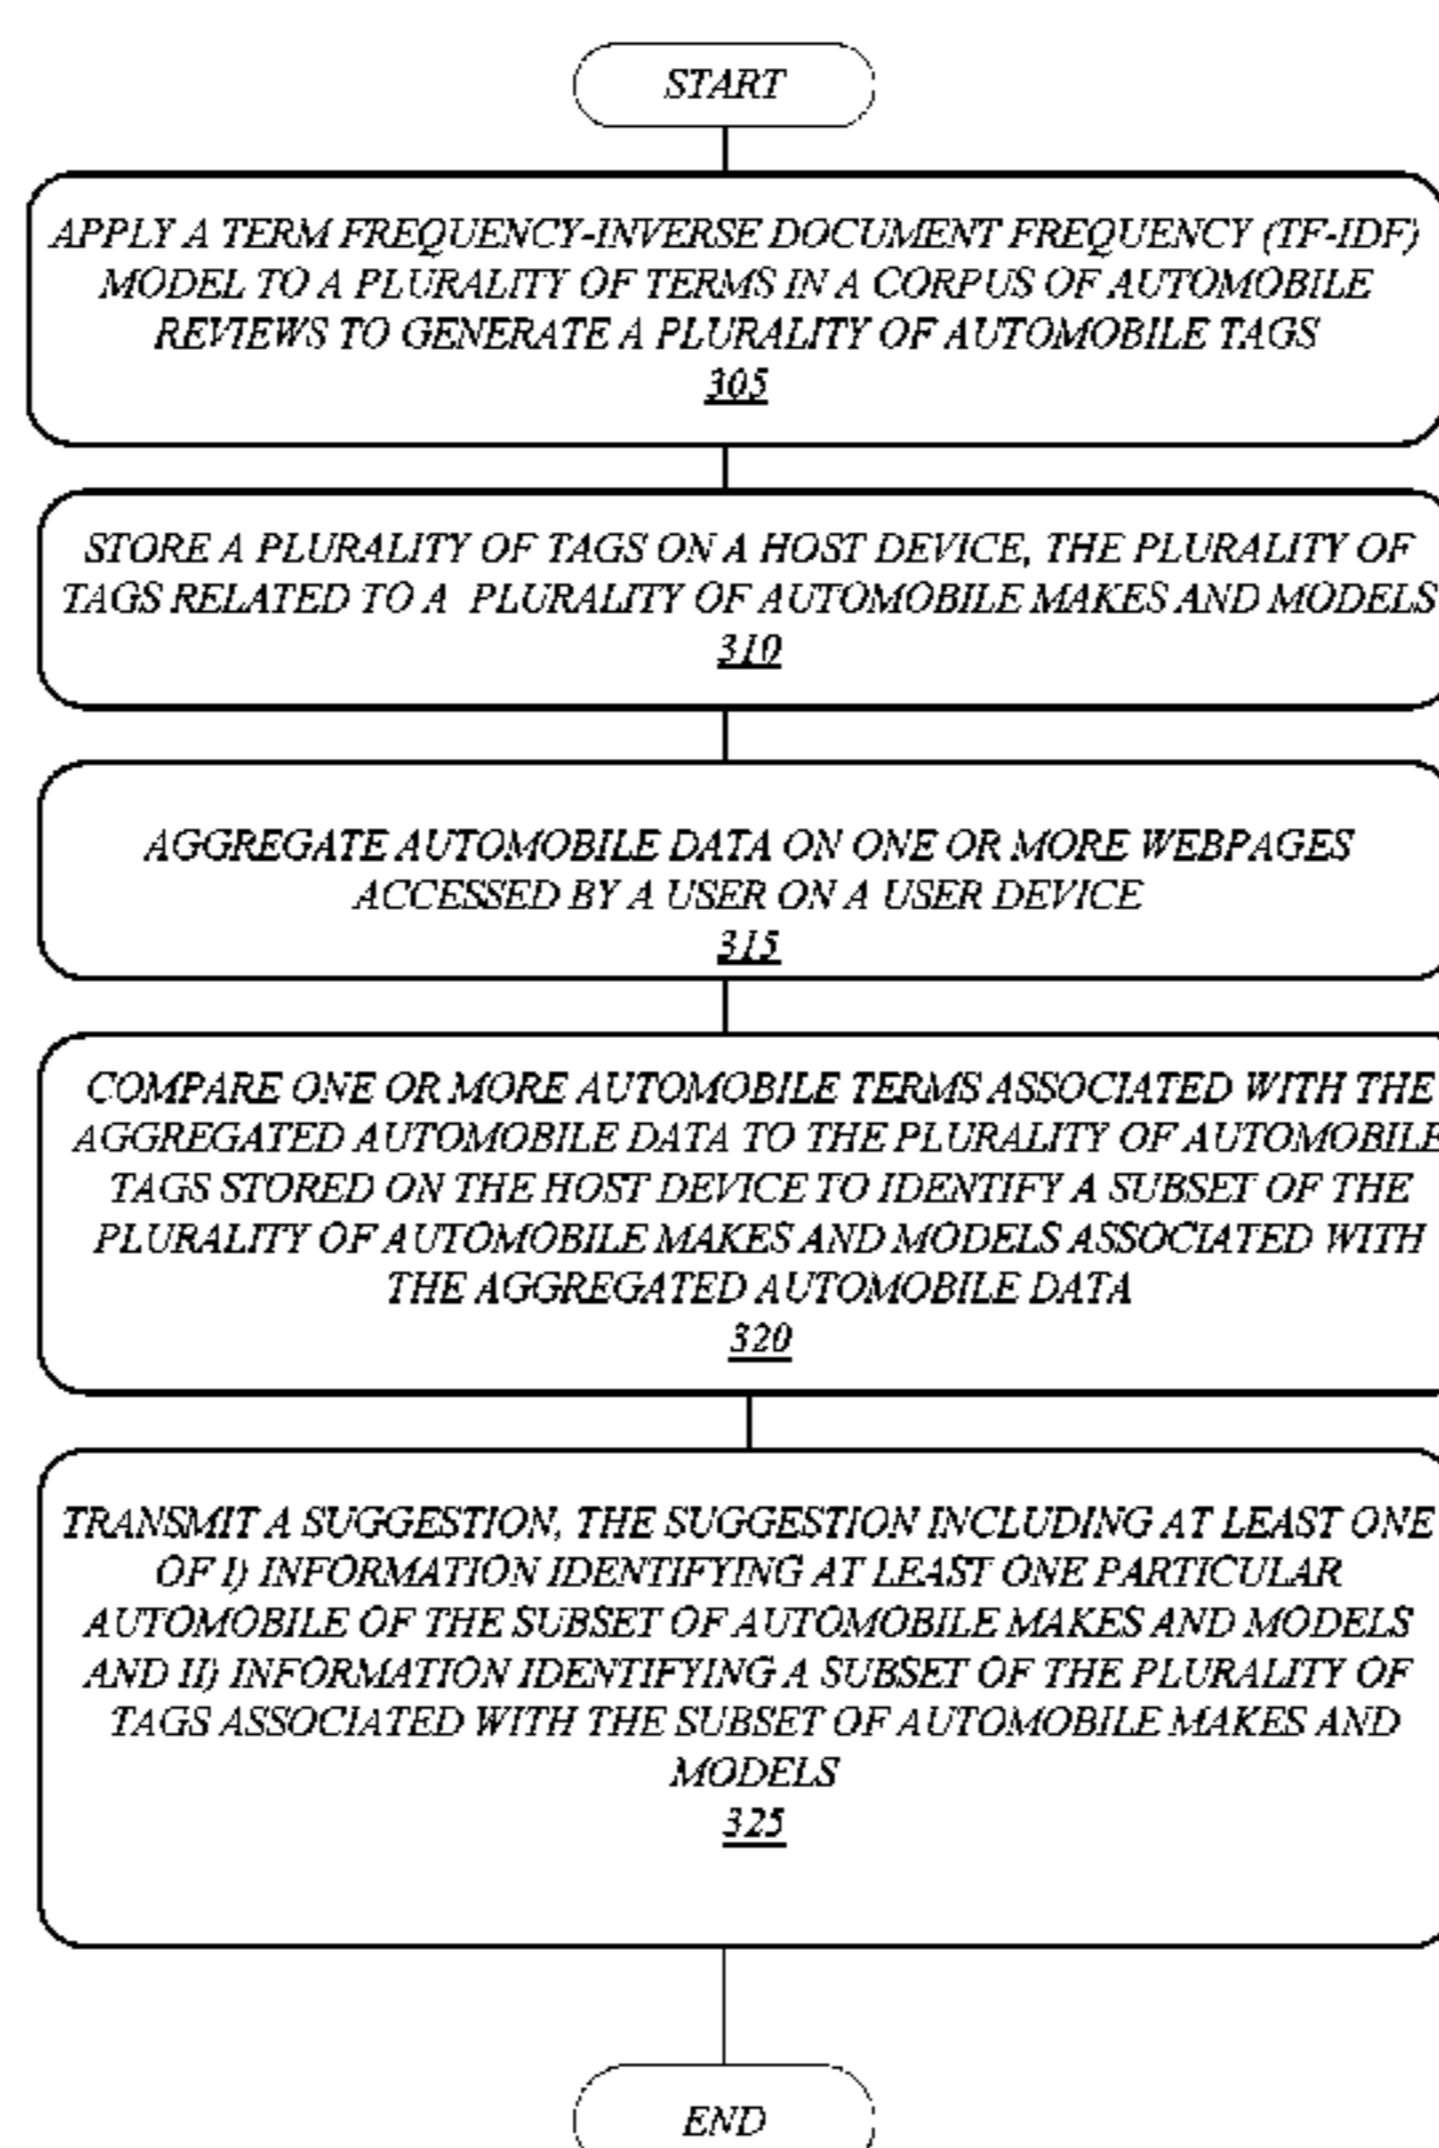 START
APPLY A TERM FREQUENCY-INVERSE DOCUMENT FREQUENCY (TF-IDF)
MODEL TO A PLURALITY OF TERMS IN A CORPUS OF AUTOMOBILE
REVIEWS TO GENERATE A PLURALITY OF AUTOMOBILE TAGS
305
STORE A PLURALITY OF TAGS ON A HOST DEVICE, THE PLURALITY OF
TAGS RELATED TO A PLURALITY OF AUTOMOBILE MAKES AND MODELS
310
AGGREGATE AUTOMOBILE DATA ON ONE OR MORE WEBPAGES
ACCESSED BY A USER ON A USER DEVICE
315
COMPARE ONE OR MORE AUTOMOBILE TERMS ASSOCIATED WITH THE
AGGREGATED AUTOMOBILE DATA TO THE PLURALITY OF AUTOMOBILE
TAGS STORED ON THE HOST DEVICE TO IDENTIFY A SUBSET OF THE
PLURALITY OF AUTOMOBILE MAKES AND MODELS ASSOCIATED WITH
THE AGGREGATED AUTOMOBILE DATA
320
TRANSMIT A SUGGESTION, THE SUGGESTION INCLUDING AT LEAST ONE
OF I) INFORMATION IDENTIFYING AT LEAST ONE PARTICULAR
AUTOMOBILE OF THE SUBSET OF AUTOMOBILE MAKES AND MODELS
AND II) INFORMATION IDENTIFYING A SUBSET OF THE PLURALITY OF
TAGS ASSOCIATED WITH THE SUBSET OF AUTOMOBILE MAKES AND
MODELS
325
END